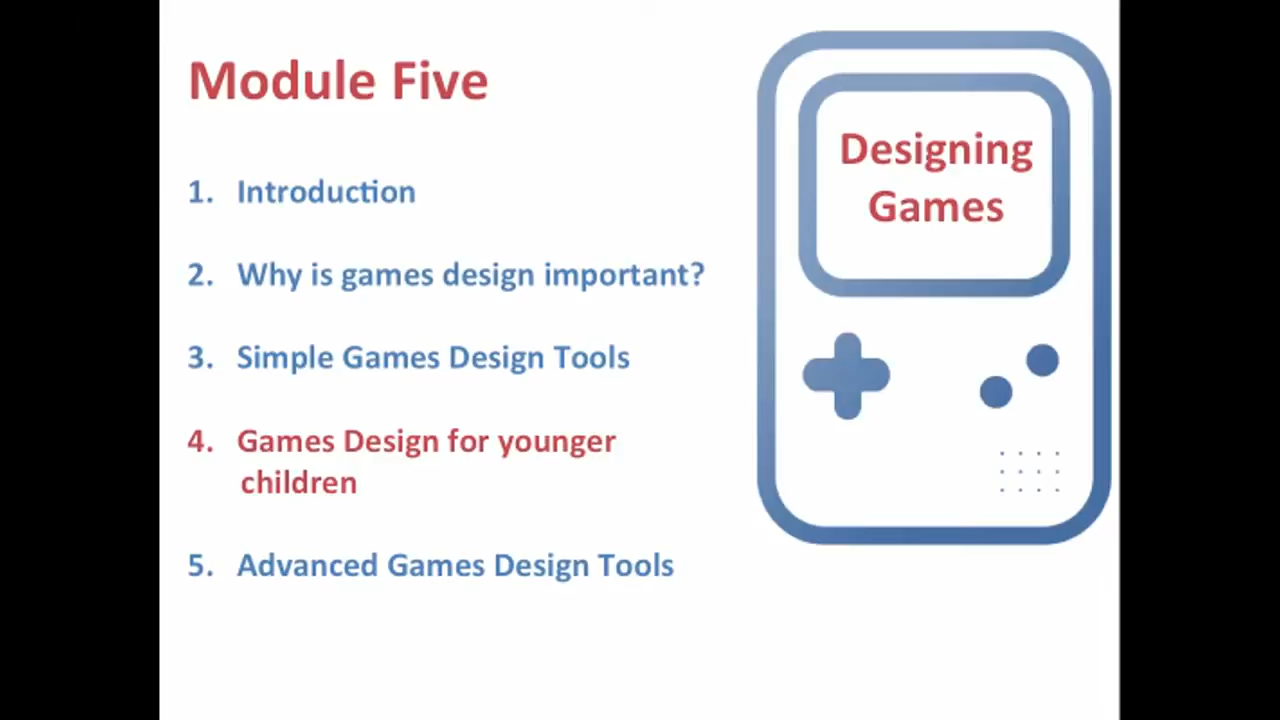 Module Five
1. Introduction
2. Why is games design important?
3. Simple Games Design Tools
4. Games Design for younger
children
5. Advanced Games Design Tools
Designing
Games